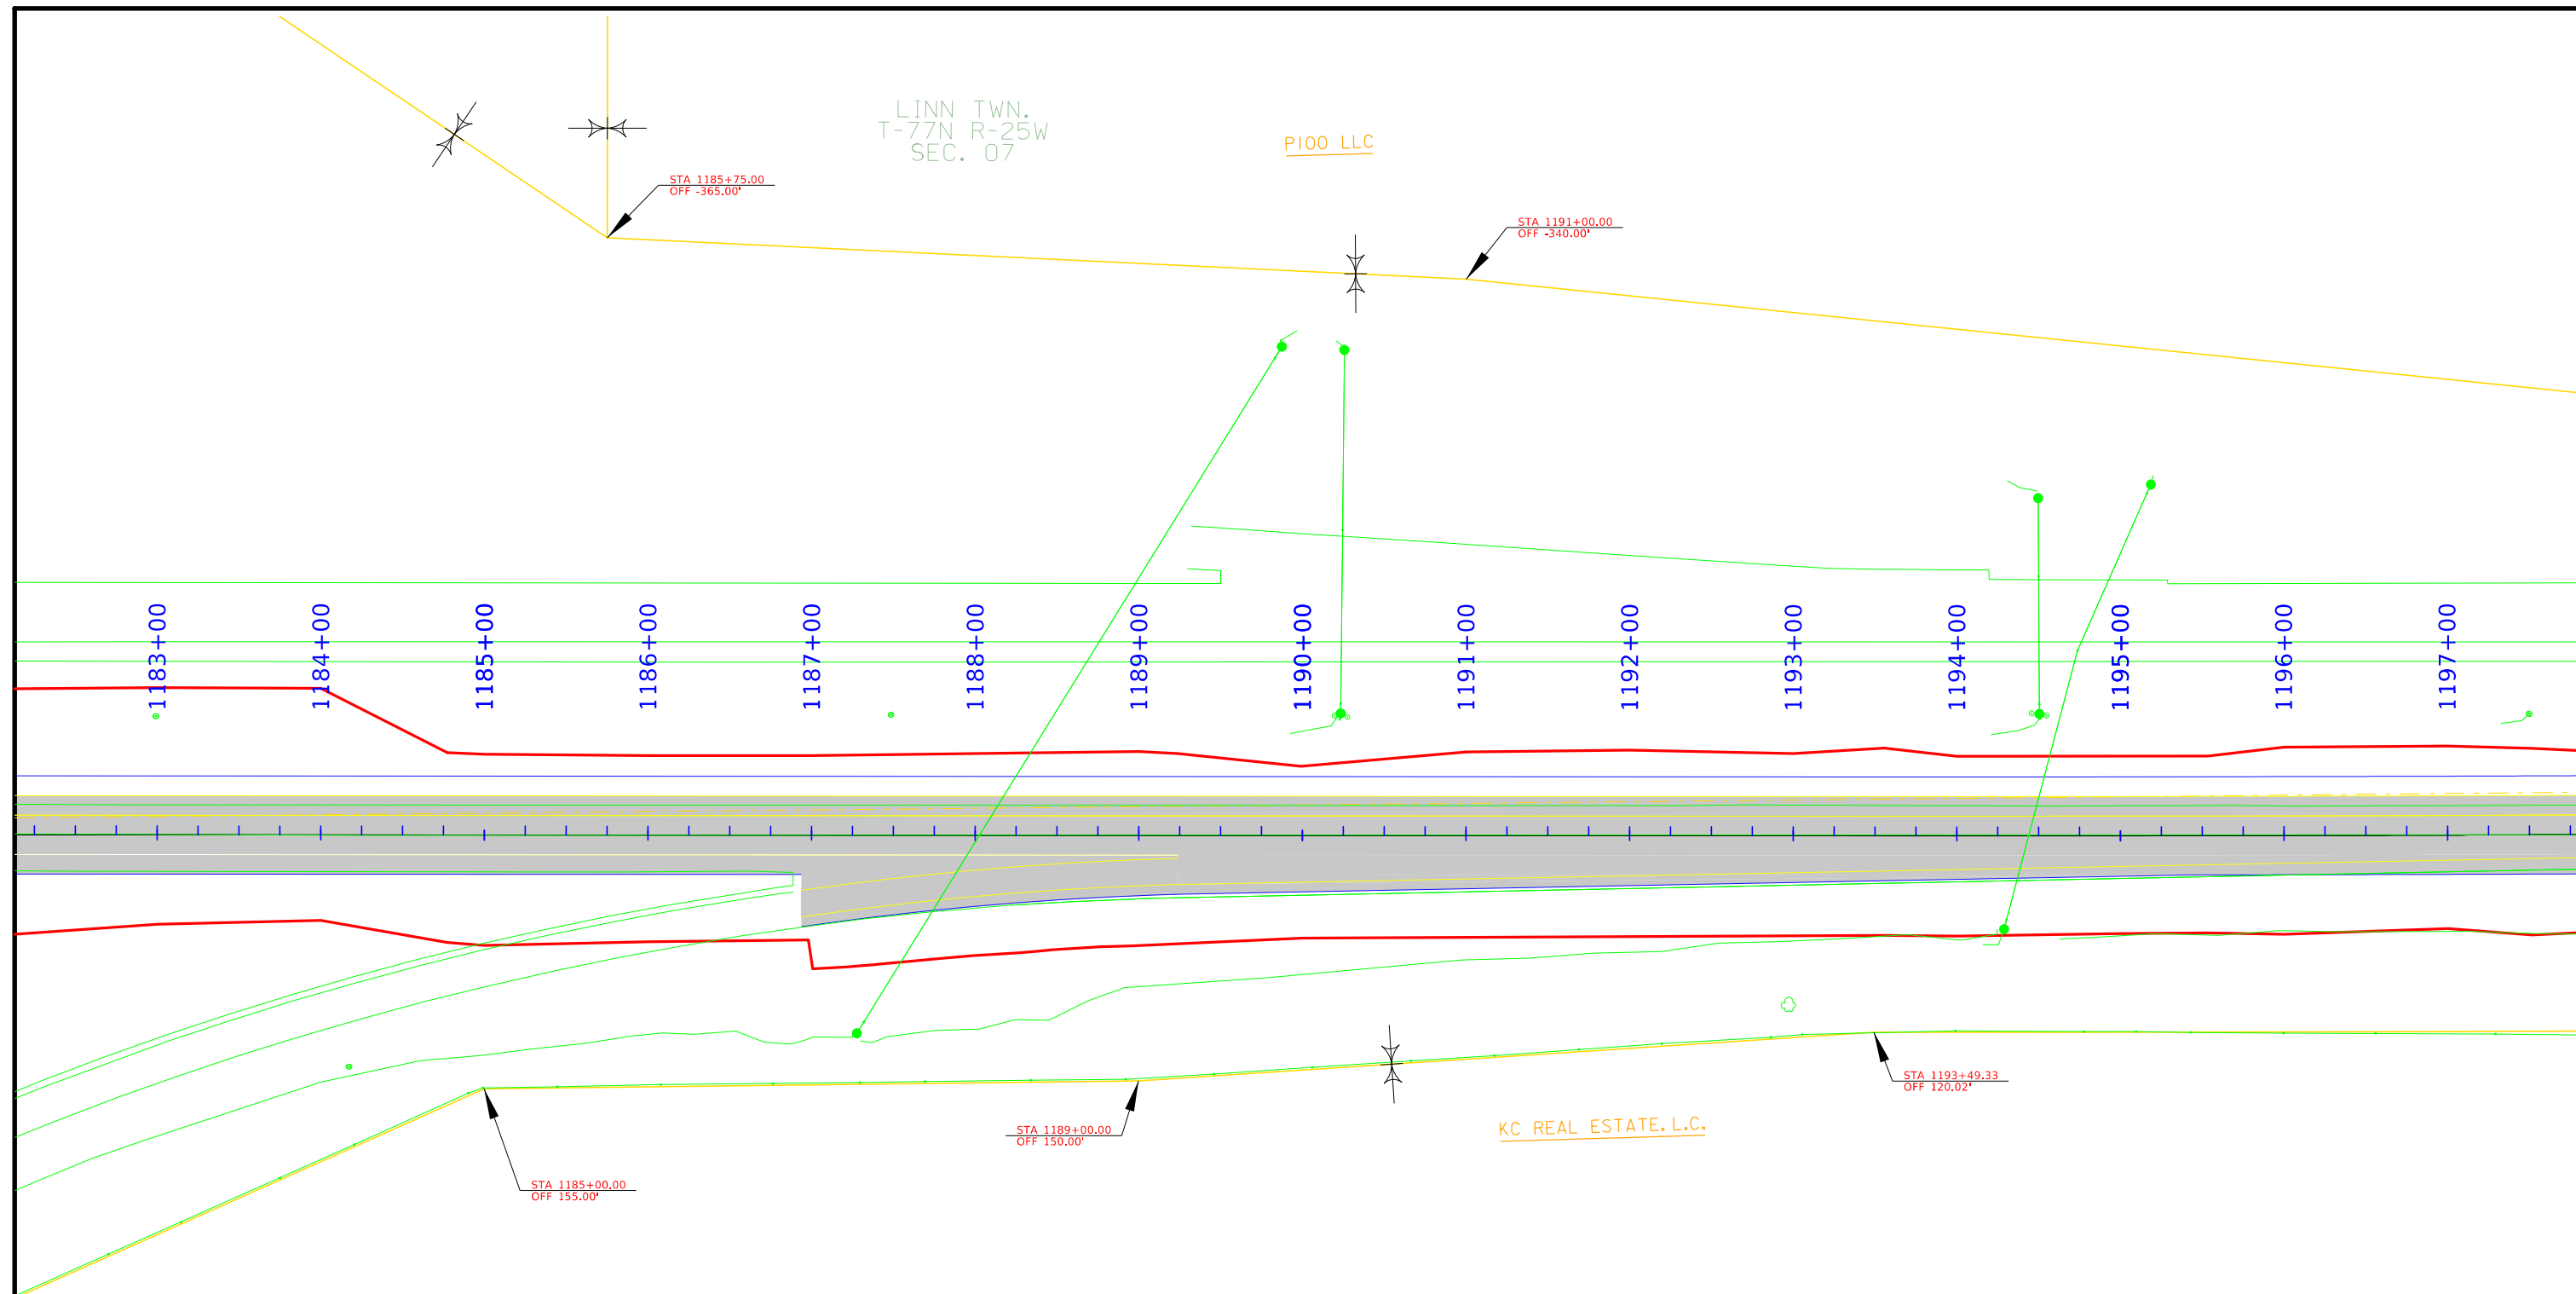 LINN TWN.
T-77N R-25W
SEC. 07
P100 LLC
STA 1185+75.00
OFF -365.00'
STA 1191+00.00
OFF -340.00'
1183+00
1184+00
1185+00
1186+00
1187+00
1188+00
1189+00
1190+00
1191+00
1192+00
1193+00
1194+00
1195+00
1196+00
1197+00
STA 1193+49.33
OFF 120.02'
STA 1189+00.00
OFF 150.00'
KC REAL ESTATE, L.C.
STA 1185+00.00
OFF 155.00'